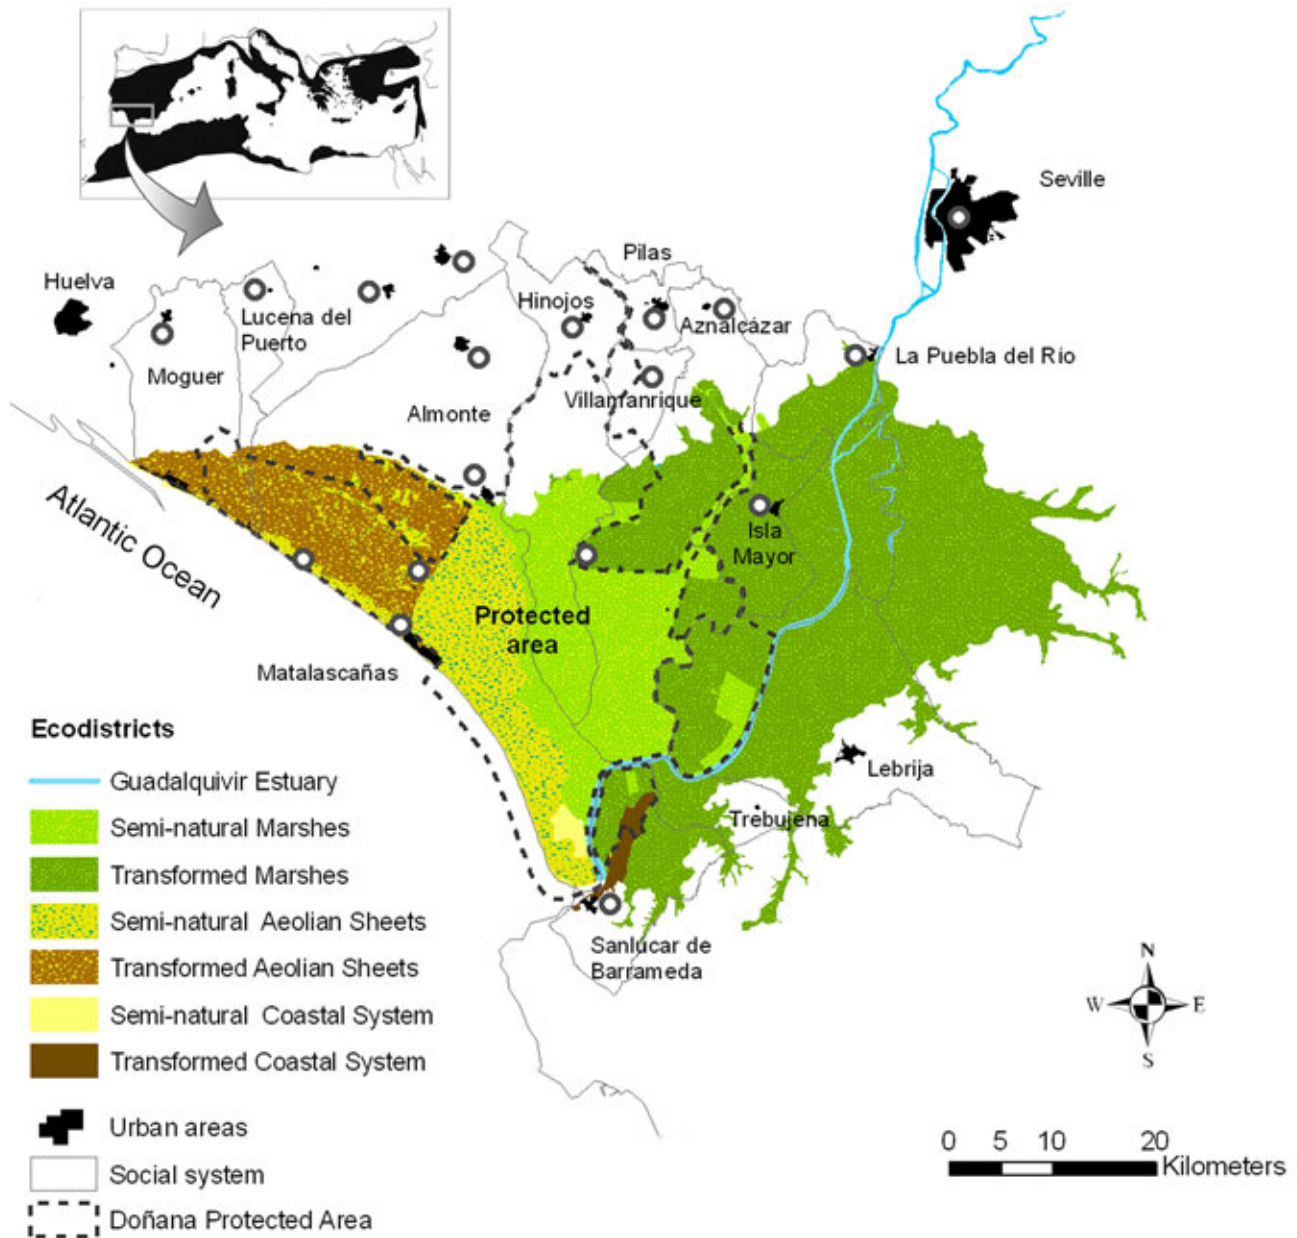 Seville
Pilas
Huelva
Hinojos
Lucena del
Puerto
Aznalcázar
La Puebla del Río
Moguer
Villamanrique
Almonte
Atlantic Ocean
Isla
Mayor
Protected
area
Matalascañas
Lebrija
Trebujena
Sanlucar de
Barrameda
Ecodistricts
Guadalquivir Estuary
Semi-natural Marshes
Transformed Marshes
Semi-natural Aeolian Sheets
Transformed Aeolian Sheets
Semi-natural Coastal System
Transformed Coastal System
Urban areas
Social system
Doñana Protected Area
N
W E
S
0 5 10 20
Kilometers